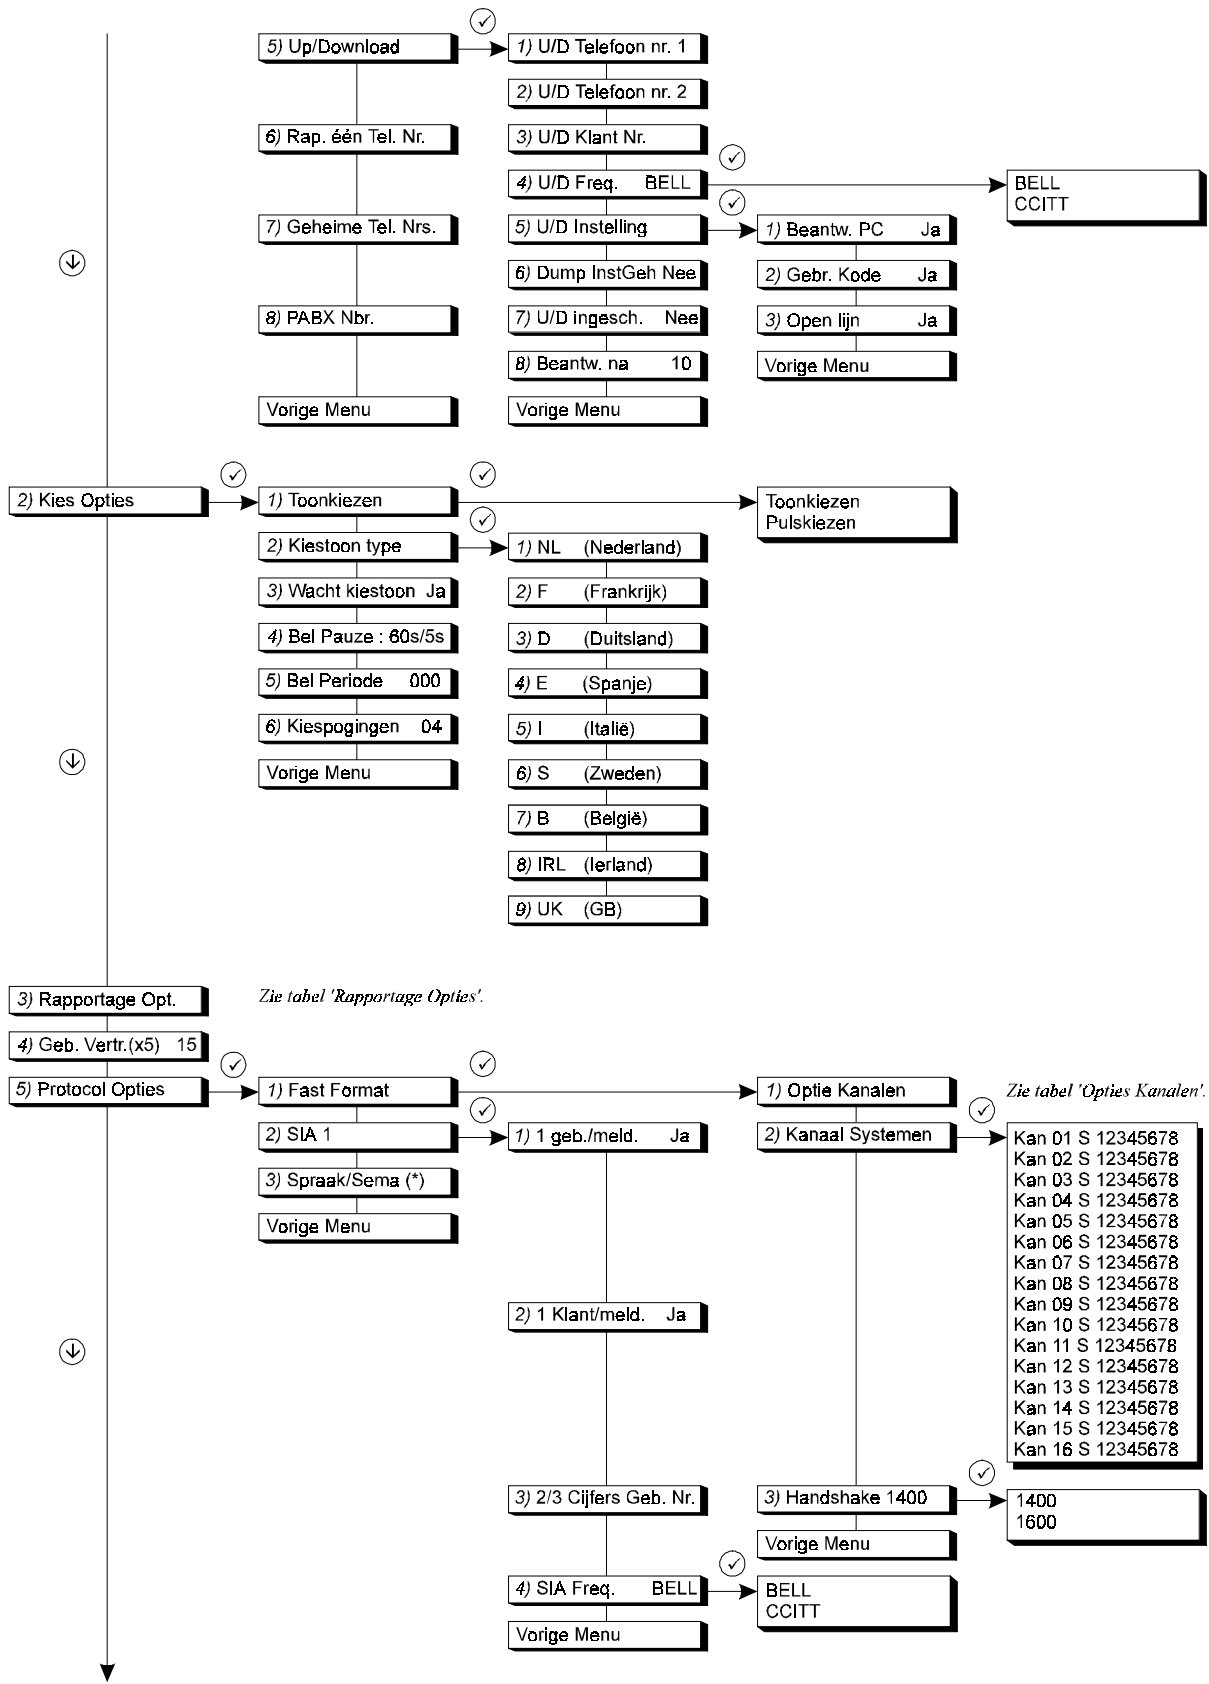 5) Up/Download
1) U/D Telefoon nr. 1
2) U/D Telefoon nr. 2
6) Rap. één Tel. Nr.
3) U/D Klant Nr.
4) U/D Freq. BELL
BELL
CCITT
7) Geheime Tel. Nrs.
5) U/D Instelling
1) Beantw. PC Ja
6) Dump InstGeh Nee
2) Gebr. Kode Ja
8) PABX Nbr.
7) U/D ingesch. Nee
3) Open lijn Ja
8) Beantw. na 10
Vorige Menu
Vorige Menu
Vorige Menu
2) Kies Opties
1) Toonkiezen
Toonkiezen
Pulskiezen
2) Kiestoon type
1) NL (Nederland)
3) Wacht kiestoon Ja
2) F (Frankrijk)
4) Bel Pauze : 60s/5s
3) D (Duitsland)
5) Bel Periode 000
4) E (Spanje)
6) Kiespogingen 04
5) I (Italië)
Vorige Menu
6) S (Zweden)
7) B (België)
8) IRL (Ierland)
9) UK (GB)
3) Rapportage Opt.
Zie tabel 'Rapportage Opties'.
4) Geb. Vertr.(x5) 15
5) Protocol Opties
1) Fast Format
1) Optie Kanalen
Zie tabel 'Opties Kanalen'.
2) SIA 1
1) 1 geb./meld. Ja
2) Kanaal Systemen
Kan 01 S 12345678
Kan 02 S 12345678
Kan 03 S 12345678
Kan 04 S 12345678
Kan 05 S 12345678
Kan 06 S 12345678
Kan 07 S 12345678
Kan 08 S 12345678
Kan 09 S 12345678
Kan 10 S 12345678
Kan 11 S 12345678
Kan 12 S 12345678
Kan 13 S 12345678
Kan 14 S 12345678
Kan 15 S 12345678
Kan 16 S 12345678
3) Spraak/Sema (*)
Vorige Menu
2) 1 Klant/meld. Ja
3) 2/3 Cijfers Geb. Nr.
3) Handshake 1400
1400
1600
Vorige Menu
4) SIA Freq. BELL
BELL
CCITT
Vorige Menu